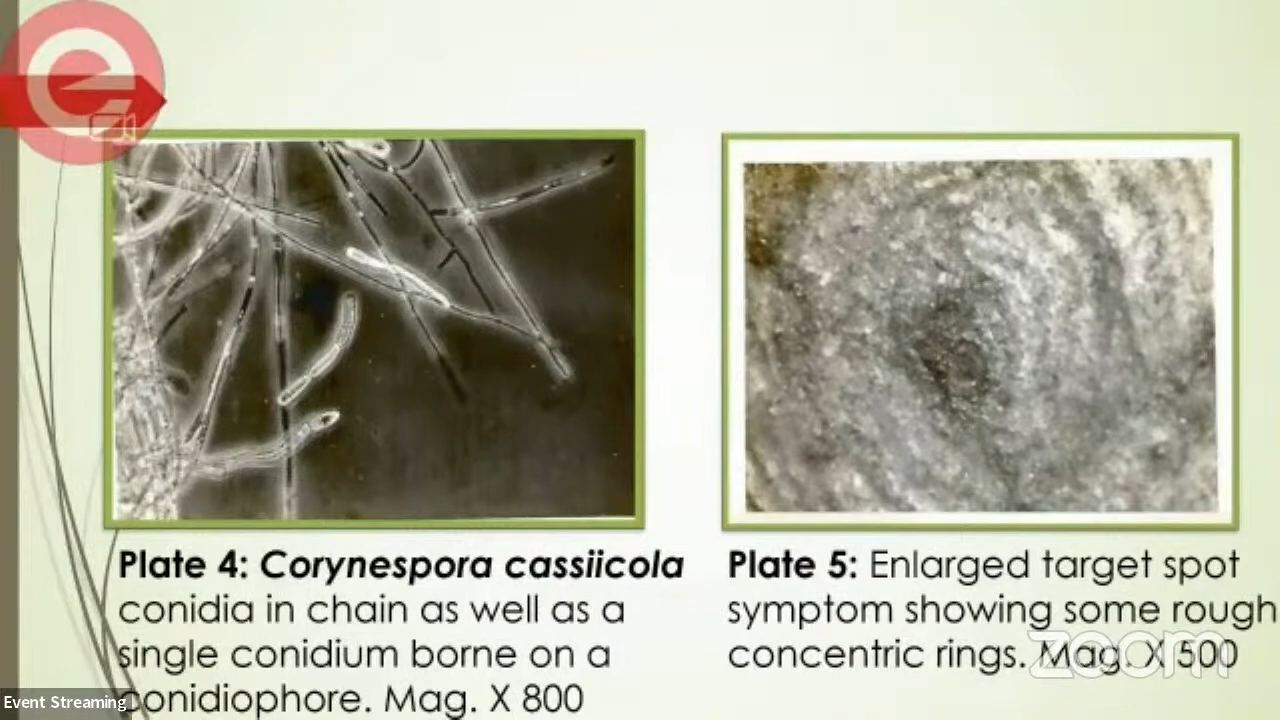 Plate 4: Corynespora cassiicola
conidia in chain as well as a
single conidium borne on a
conidiophore. Mag. X 800
Plate 5: Enlarged target spot
symptom showing some rough
concentric rings. Mag. X 500
zoom
Event Streaming